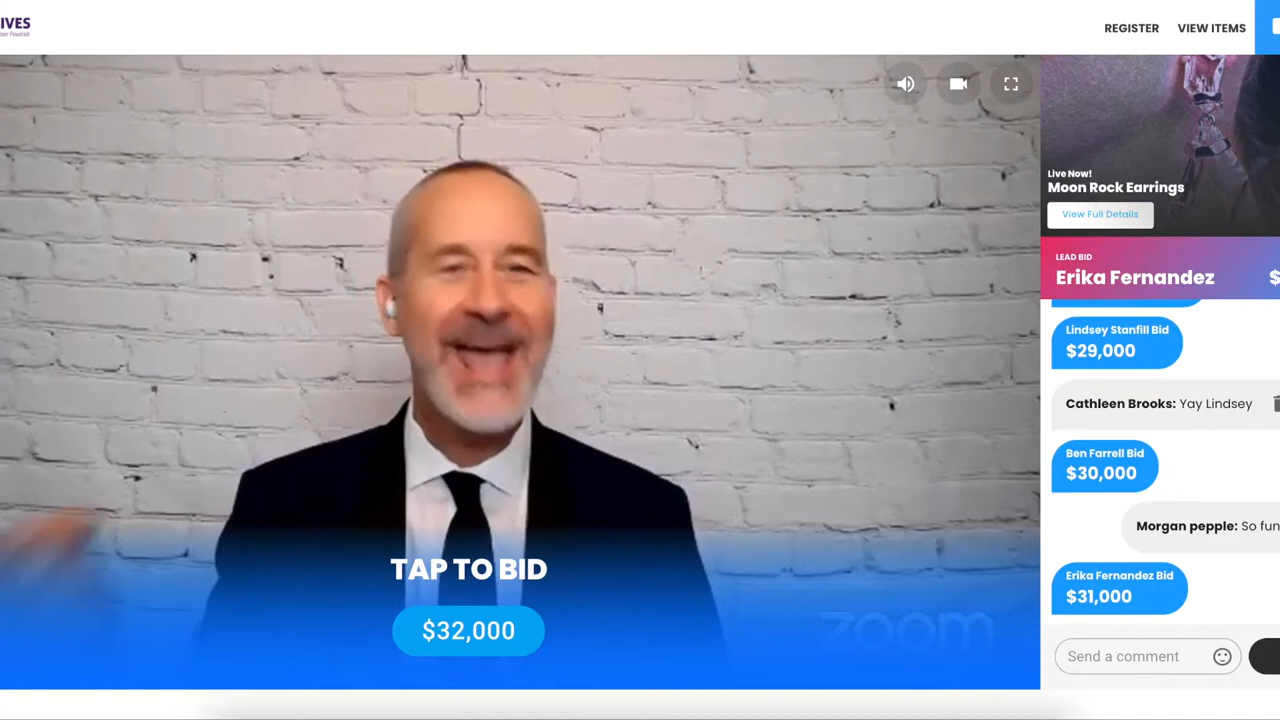 IVES
REGISTER VIEW ITEMS
Live Now!
Moon Rock Earrings
View Full Details
LEAD BID
Erika Fernandez $
Lindsey Stanfill Bid
$29,000
Cathleen Brooks: Yay Lindsey
Ben Farrell Bid
$30,000
Morgan pepple: So fun
Erika Fernandez Bid
$31,000
TAP TO BID
$32,000
zoom
Send a comment